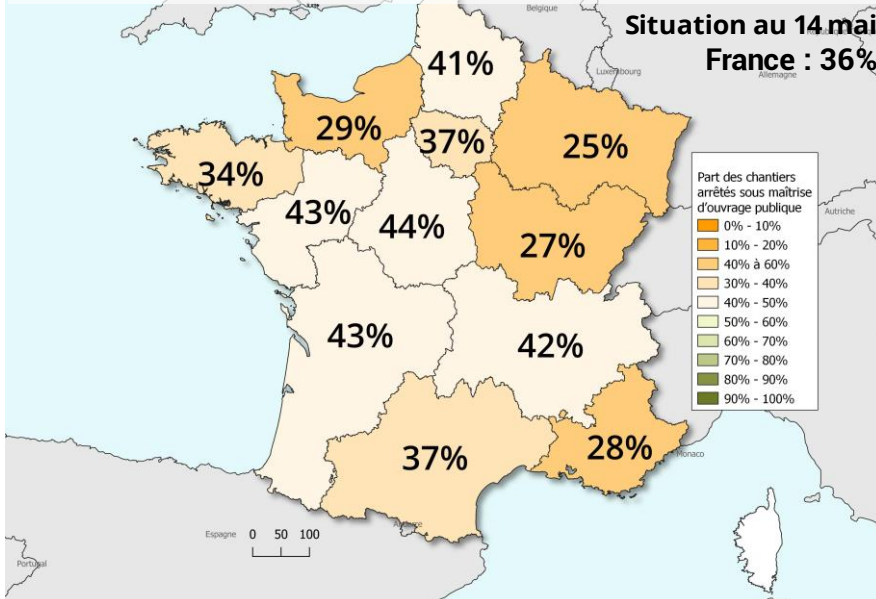 Belgique
Situation au 14 mai
France : 36%
Luxembourg
Allemagne
41%
29%
37%
25%
34%
43%
44%
27%
43%
42%
37%
28%
Part des chantiers
arrêtés sous maîtrise
d'ouvrage publique
0% - 10%
10% - 20%
40% à 60%
30% - 40%
40% - 50%
50% - 60%
60% - 70%
70% - 80%
80% - 90%
90% - 100%
Autriche
Monaco
Espagne
0 50 100
Portugal